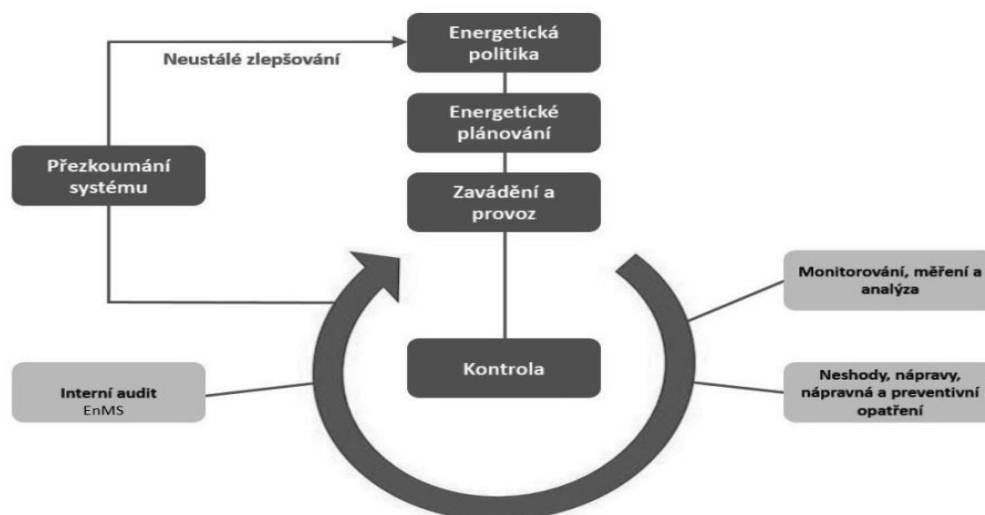 Energetická
politika
Neustálé zlepšování
Energetické
plánování
Přezkoumání
systému
Zavádění a
provoz
Monitorování, měření a
analýza
Kontrola
Interní audit
EnMS
Neshody, nápravy,
nápravná a preventivní
opatření